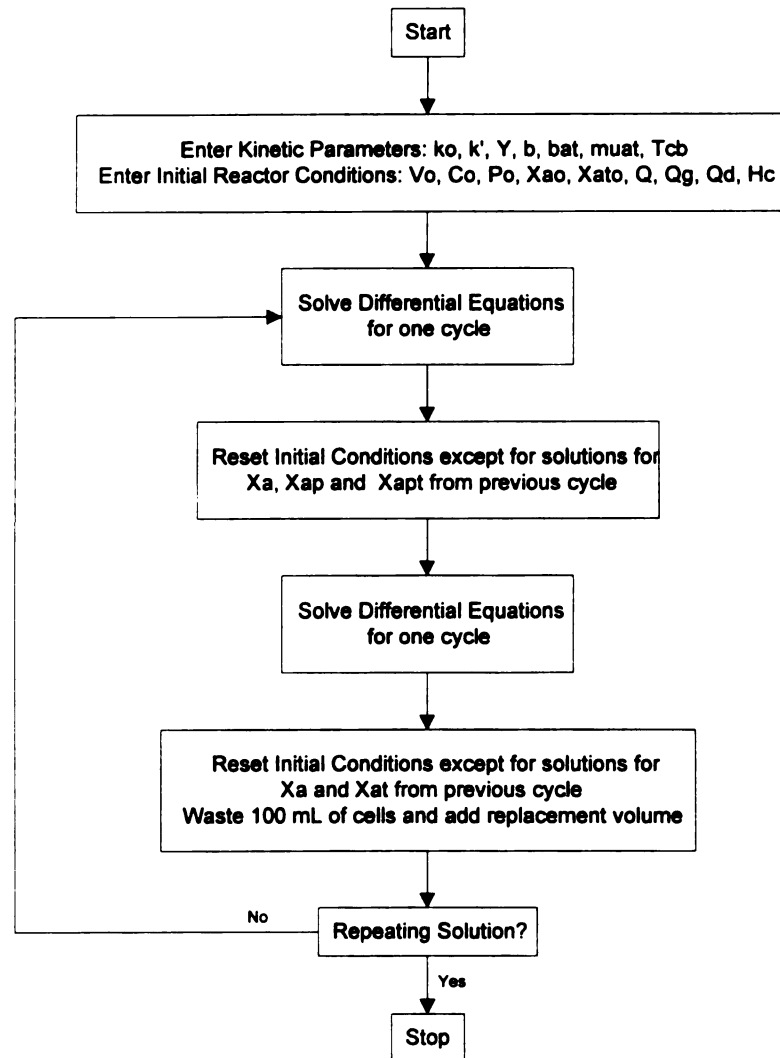 Start
Enter Kinetic Parameters: ko, k', Y, b, bat, muat, Tcb
Enter Initial Reactor Conditions: Vo, Co, Po, Xao, Xato, Q, Qg, Qd, Hc
Solve Differential Equations
for one cycle
Reset Initial Conditions except for solutions for
Xa, Xap and Xapt from previous cycle
Solve Differential Equations
for one cycle
Reset Initial Conditions except for solutions for
Xa and Xat from previous cycle
Waste 100 mL of cells and add replacement volume
No
Repeating Solution?
Yes
Stop